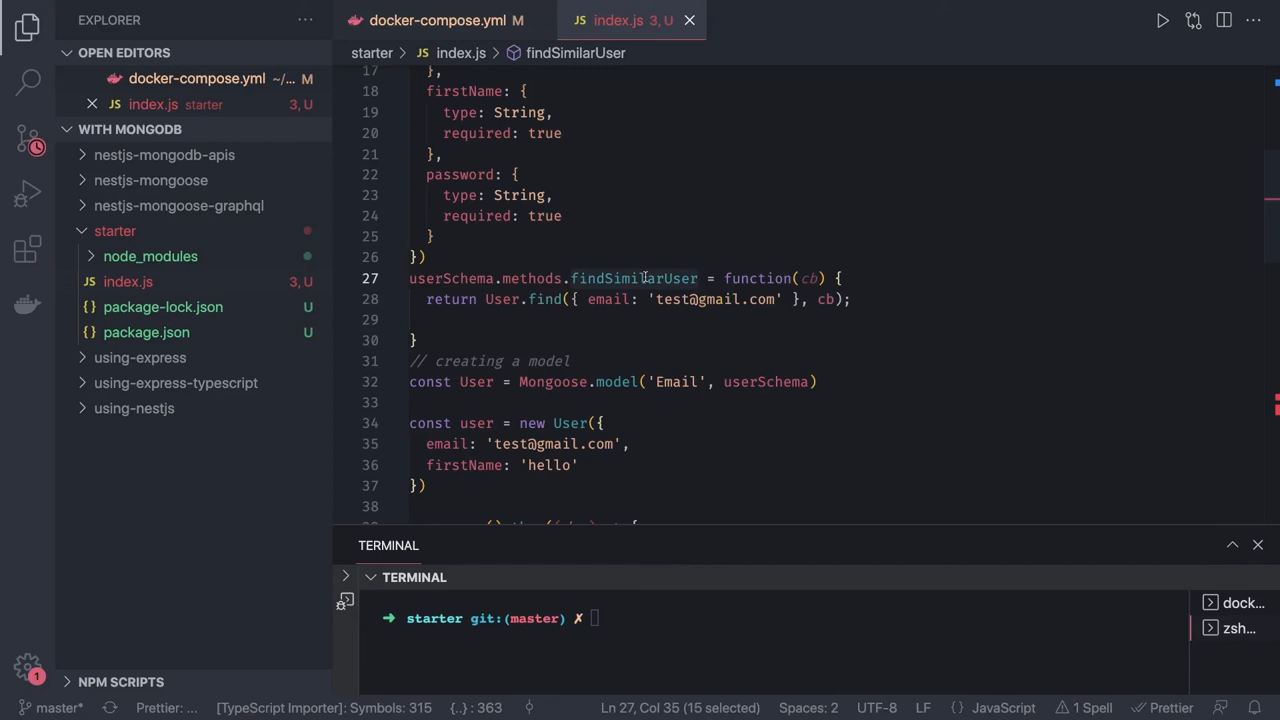 EXPLORER
OPEN EDITORS
docker-compose.yml ~/... M
index.js starter 3, U
WITH MONGODB
nestjs-mongodb-apis
nestjs-mongoose
nestjs-mongoose-graphql
starter
node_modules
JS index.js U
{} package-lock.json U
{} package.json U
using-express
using-express-typescript
using-nestjs
NPM SCRIPTS
docker-compose.yml M
JS index.js 3, U
starter > JS index.js > findSimilarUser
17 },
18 firstName: {
19 type: String,
20 required: true
21 },
22 password: {
23 type: String,
24 required: true
25 }
26 })
27 userSchema.methods.findSimilarUser = function(cb) {
28 return User.find({ email: 'test@gmail.com' }, cb);
29
30 }
31 // creating a model
32 const User = Mongoose.model('Email', userSchema)
33
34 const user = new User({
35 email: 'test@gmail.com',
36 firstName: 'hello'
37 })
38
TERMINAL
TERMINAL
➜ starter git:(master) ✗
dock...
zsh...
1
master* Prettier: ... [TypeScript Importer]: Symbols: 315 {..} : 363 Ln 27, Col 35 (15 selected) Spaces: 2 UTF-8 LF JavaScript 1 Spell Prettier